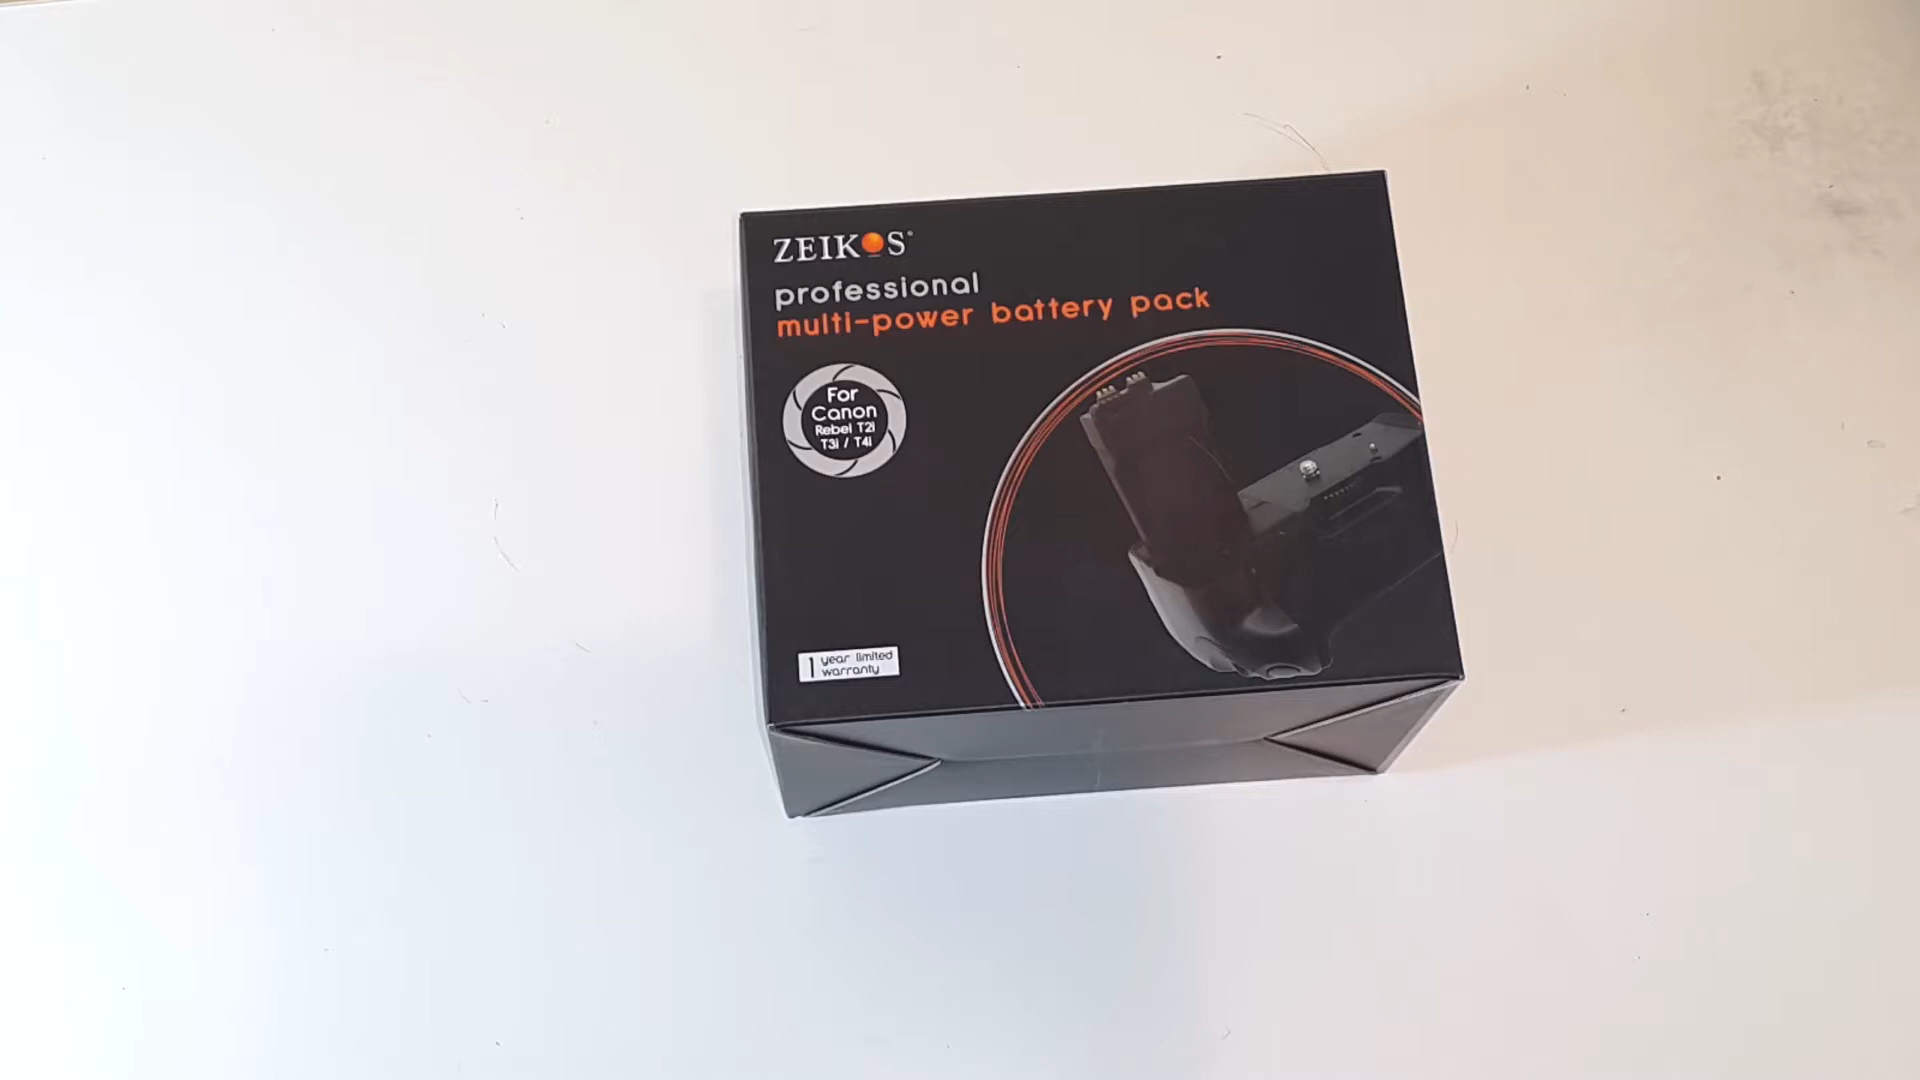 ZEIKOS®
professional
multi-power battery pack
For
Canon
Rebel T2i
T3i / T4i
1 year limited
warranty